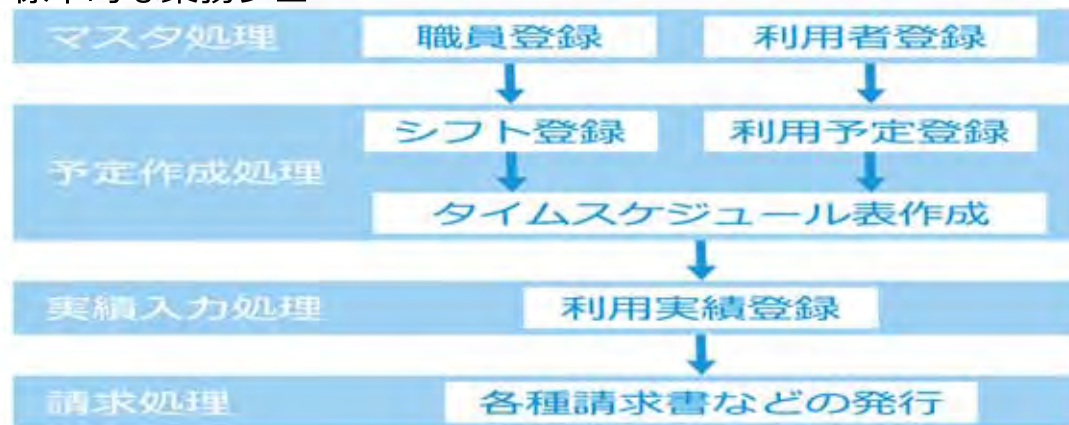 マスタ処理 職員登録 利用者登録
シフト登録 利用予定登録
予定作成処理
タイムスケジュール表作成
実績入力処理 利用実績登録
請求処理 各種請求書などの発行